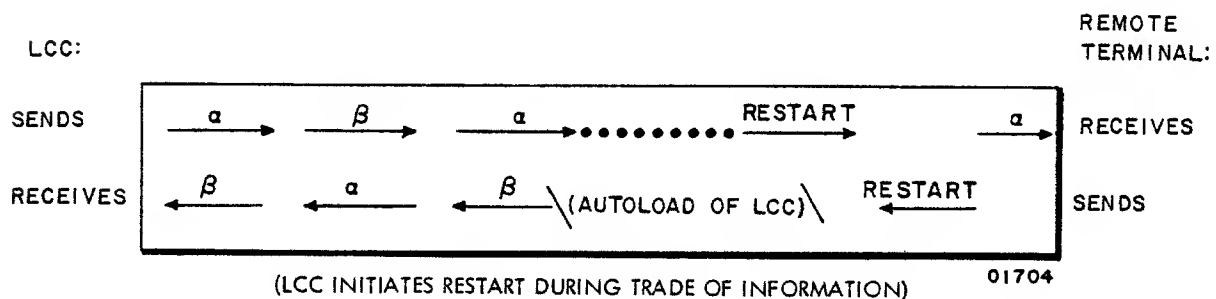 LCC:
REMOTE
TERMINAL:
SENDS α β α RESTART α RECEIVES
RECEIVES β α β \(AUTOLOAD OF LCC)\ RESTART SENDS
01704
(LCC INITIATES RESTART DURING TRADE OF INFORMATION)